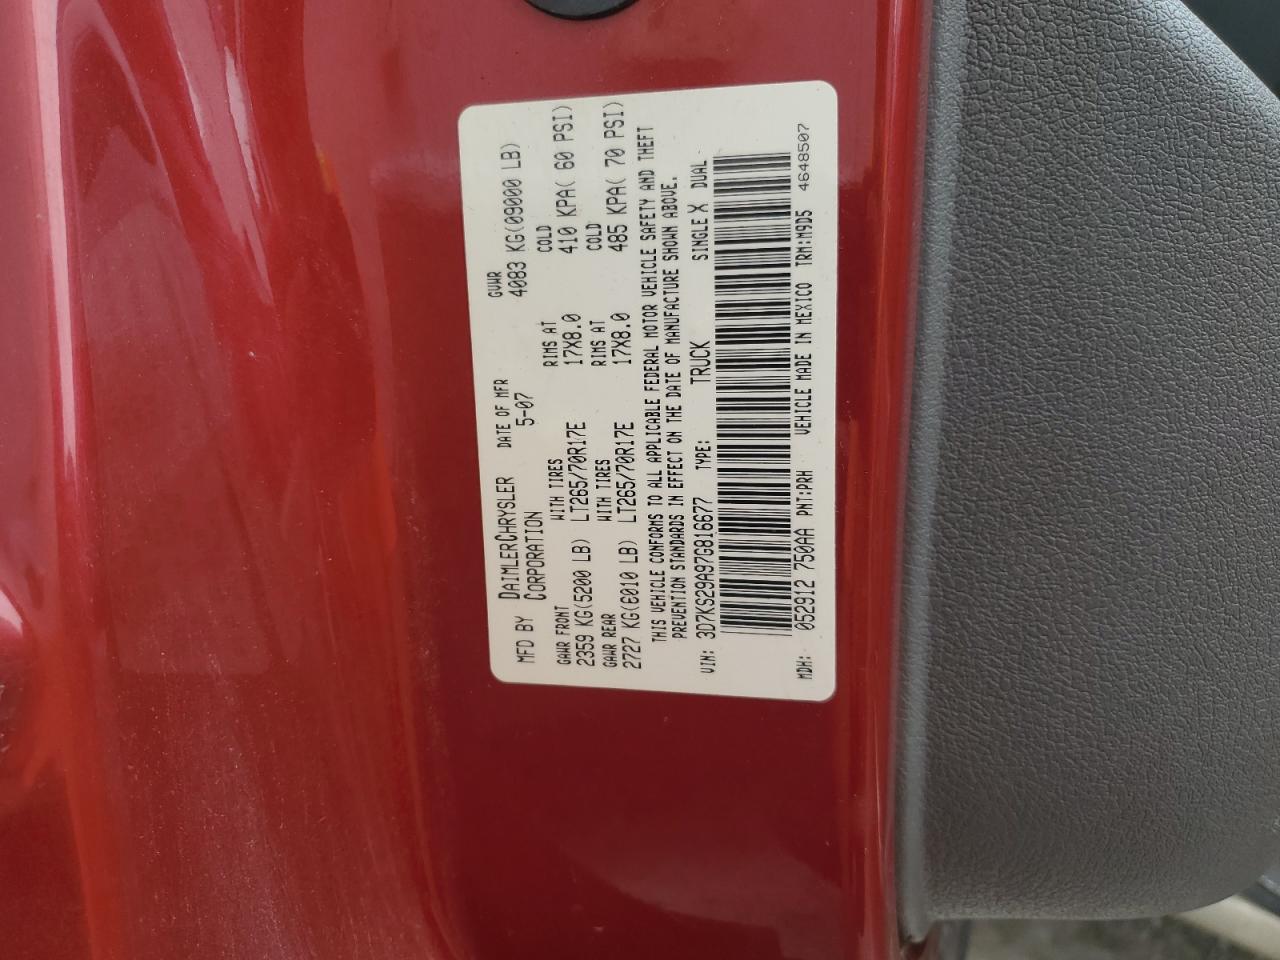 MFD BY DAIMLERCHRYSLER CORPORATION
DATE OF MFR 5-07
GVWR 4083 KG(09000 LB)
GAWR FRONT WITH TIRES RIMS AT COLD
2359 KG(5200 LB) LT265/70R17E 17X8.0 410 KPA( 60 PSI)
GAWR REAR WITH TIRES RIMS AT COLD
2727 KG(6010 LB) LT265/70R17E 17X8.0 485 KPA( 70 PSI)
THIS VEHICLE CONFORMS TO ALL APPLICABLE FEDERAL MOTOR VEHICLE SAFETY AND THEFT
PREVENTION STANDARDS IN EFFECT ON THE DATE OF MANUFACTURE SHOWN ABOVE.
VIN: 3D7KS29A97G816677 TYPE: TRUCK SINGLE X DUAL
MDH: 052912 750AA PNT:PRH VEHICLE MADE IN MEXICO TRM:M9D5 4648507